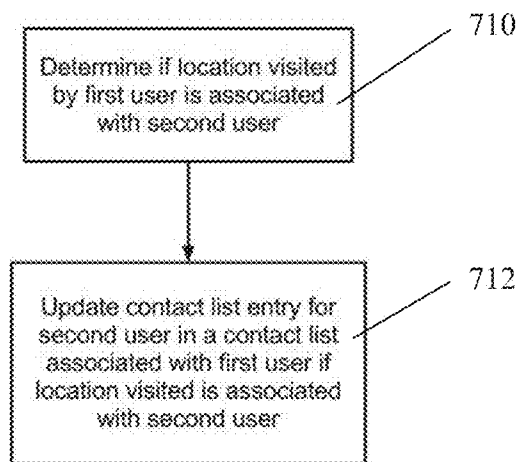 710
Determine if location visited
by first user is associated
with second user
712
Update contact list entry for
second user in a contact list
associated with first user if
location visited is associated
with second user